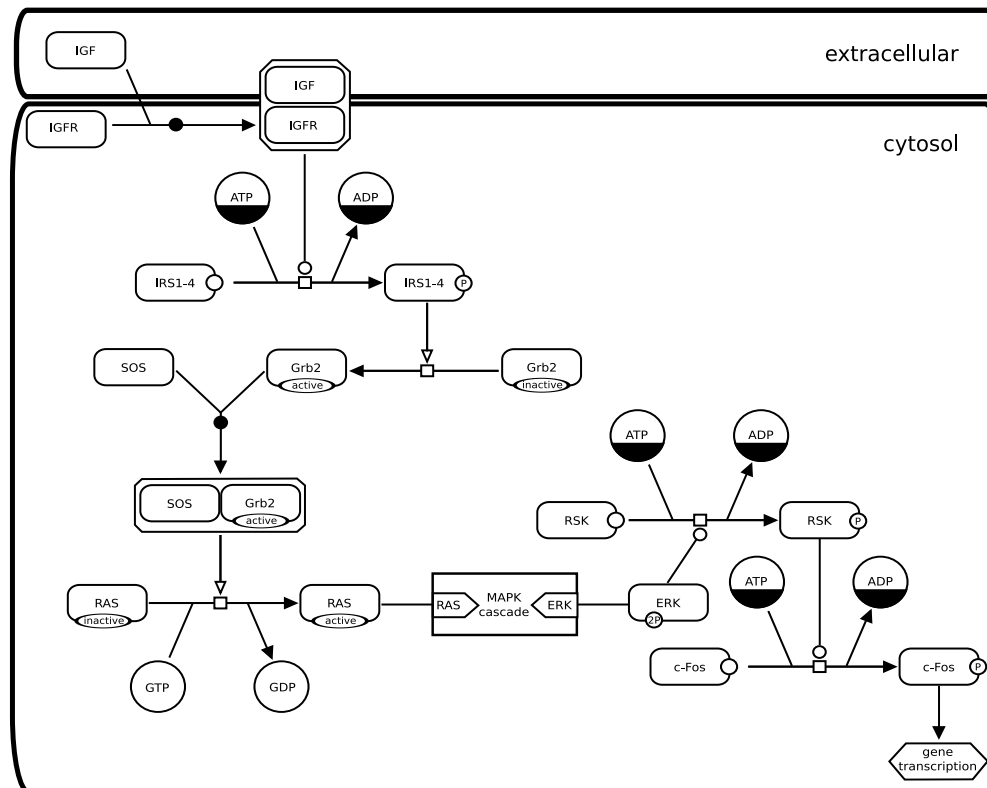 IGF
extracellular
IGF
IGFR
IGFR
cytosol
ATP
ADP
IRS1-4
IRS1-4
P
SOS
Grb2
active
Grb2
inactive
ATP
ADP
SOS
Grb2
active
RSK
RSK
P
RAS
inactive
RAS
active
RAS
MAPK
cascade
ERK
ERK
2P
ATP
ADP
GTP
GDP
c-Fos
c-Fos
P
gene
transcription